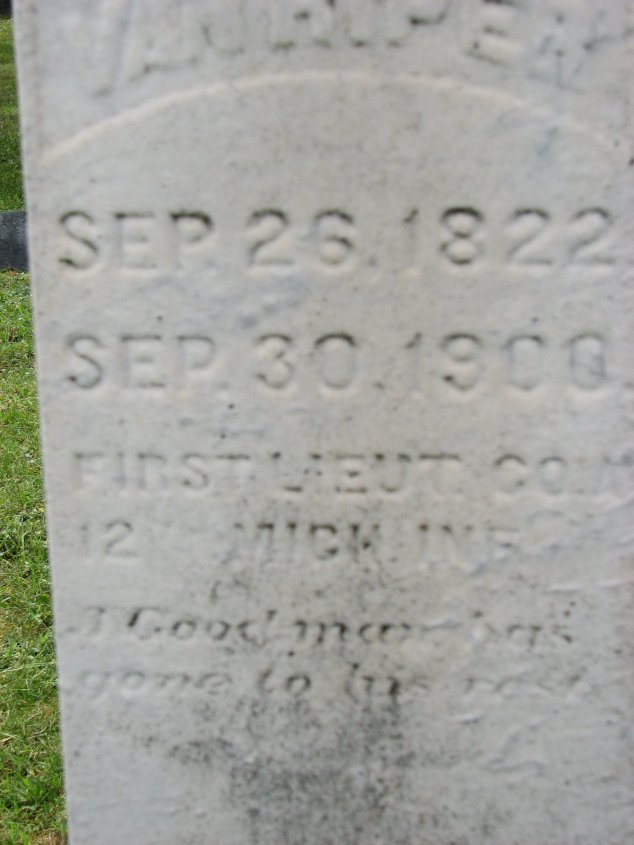 SEP. 26. 1822
SEP. 30. 1900.
FIRST LIEUT. CO.
12 MICH INF
A Good man has
gone to his rest